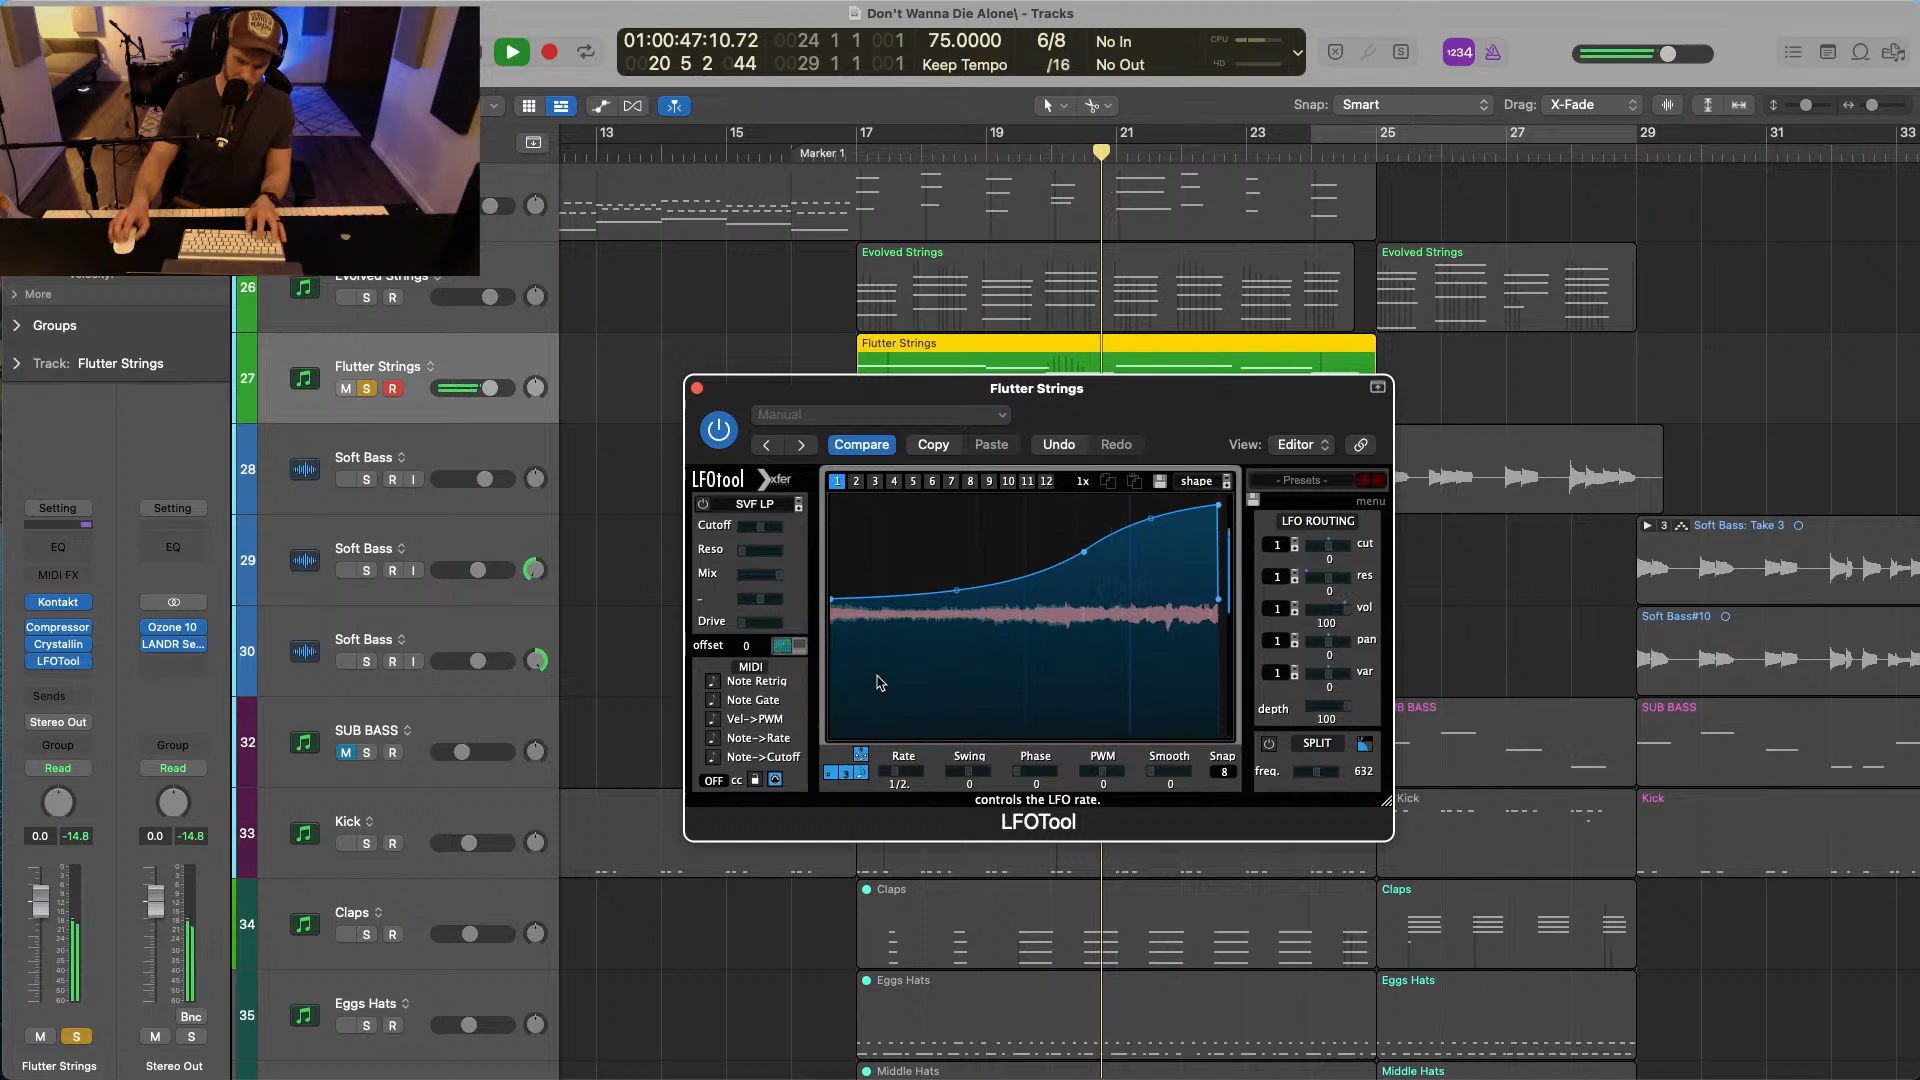 Don't Wanna Die Alone\ - Tracks
01:00:47:10.72
0024 1 1 001
75.0000
6/8
No In
CPU
0020 5 2 044
0029 1 1 001
Keep Tempo
/16
No Out
HD
1234
S
Snap: Smart
Drag: X-Fade
13 15 17 19 21 23 25 27 29 31 33
Marker 1
Evolved Strings
Evolved Strings
26 Evolved Strings
S R
More
Groups
Track: Flutter Strings
Flutter Strings
27 Flutter Strings
M S R
Flutter Strings
Manual
Compare Copy Paste Undo Redo
View: Editor
28 Soft Bass
S R I
LFOtool xfer
1 2 3 4 5 6 7 8 9 10 11 12 1x shape
- Presets -
menu
SVF LP
Cutoff
Reso
Mix
-
Drive
offset 0
MIDI
Note Retrig
Note Gate
Vel->PWM
Note->Rate
Note->Cutoff
OFF cc
LFO ROUTING
1 cut
0
1 res
0
1 vol
100
1 pan
0
1 var
0
depth
100
SPLIT
freq. 632
Rate Swing Phase PWM Smooth Snap
1/2. 0 0 0 0 8
3
controls the LFO rate.
LFOTool
Setting Setting
EQ EQ
MIDI FX
Kontakt
Compressor
Crystallin
LFOTool
Ozone 10
LANDR Se...
Sends
Stereo Out
Group Group
Read Read
0.0 -14.8 0.0 -14.8
Bnc
M S M S
Flutter Strings Stereo Out
29 Soft Bass
S R I
3 Soft Bass: Take 3
30 Soft Bass
S R I
Soft Bass#10
32 SUB BASS
M S R
B BASS
SUB BASS
33 Kick
S R
Kick
Kick
34 Claps
S R
Claps
Claps
35 Eggs Hats
S R
Eggs Hats
Eggs Hats
Middle Hats
Middle Hats